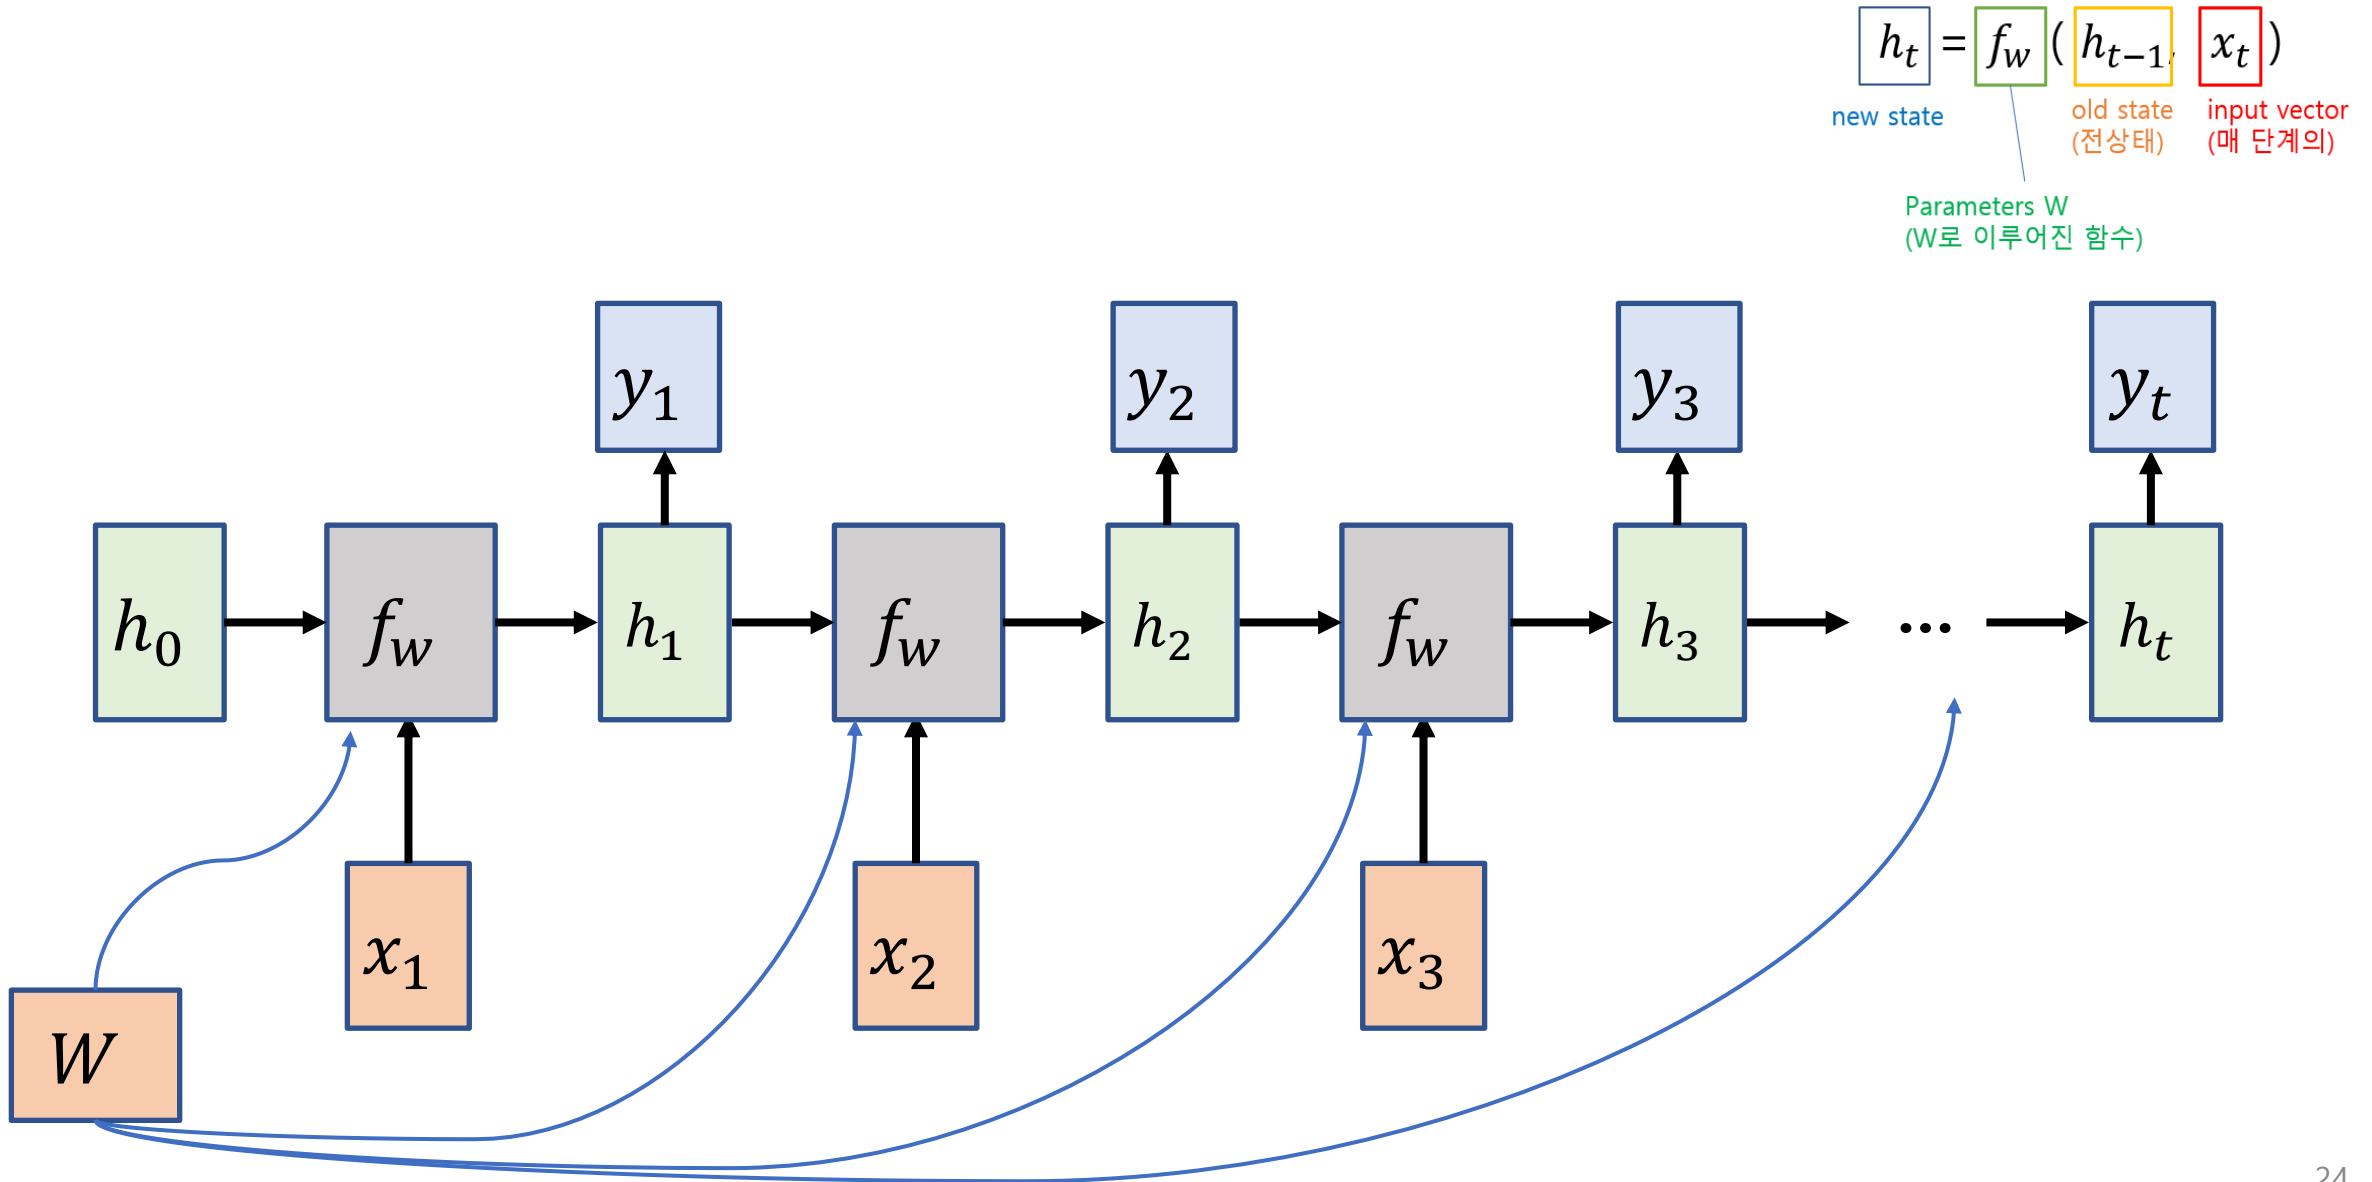 h_t = f_w ( h_{t-1}, x_t )
new state
old state
(전상태)
input vector
(매 단계의)
Parameters W
(W로 이루어진 함수)
y_1 y_2 y_3 y_t
h_0 f_w h_1 f_w h_2 f_w h_3 ... h_t
x_1 x_2 x_3
W
24